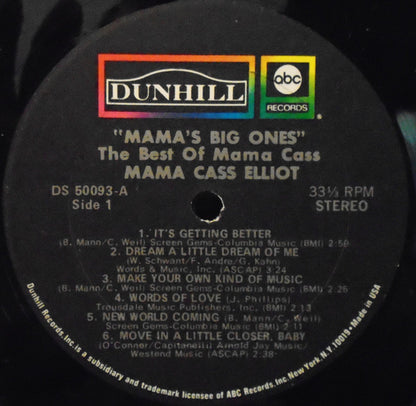 DUNHILL
abc
RECORDS
"MAMA'S BIG ONES"
The Best Of Mama Cass
MAMA CASS ELLIOT
DS 50093-A
Side 1
33⅓ RPM
STEREO
1. IT'S GETTING BETTER
(B. Mann/C. Weil) Screen Gems-Columbia Music (BMI) 2:59
2. DREAM A LITTLE DREAM OF ME
(W. Schwant/F. Andre/G. Kahn)
Words & Music, Inc. (ASCAP) 3:24
3. MAKE YOUR OWN KIND OF MUSIC
(B. Mann/C. Weil) Screen Gems-Columbia Music (BMI) 2:25
4. WORDS OF LOVE (J. Phillips)
Trousdale Music Publishers, Inc. (BMI) 2:13
5. NEW WORLD COMING (B. Mann/C. Weil)
Screen Gems-Columbia Music (BMI) 2:11
6. MOVE IN A LITTLE CLOSER, BABY
(O'Connor/Capitanelli) Arnold Jay Music/
Westend Music (ASCAP) 2:38
Dunhill Records, Inc. is a subsidiary and trademark licensee of ABC Records, Inc. New York, N.Y. 10019 • Made in USA